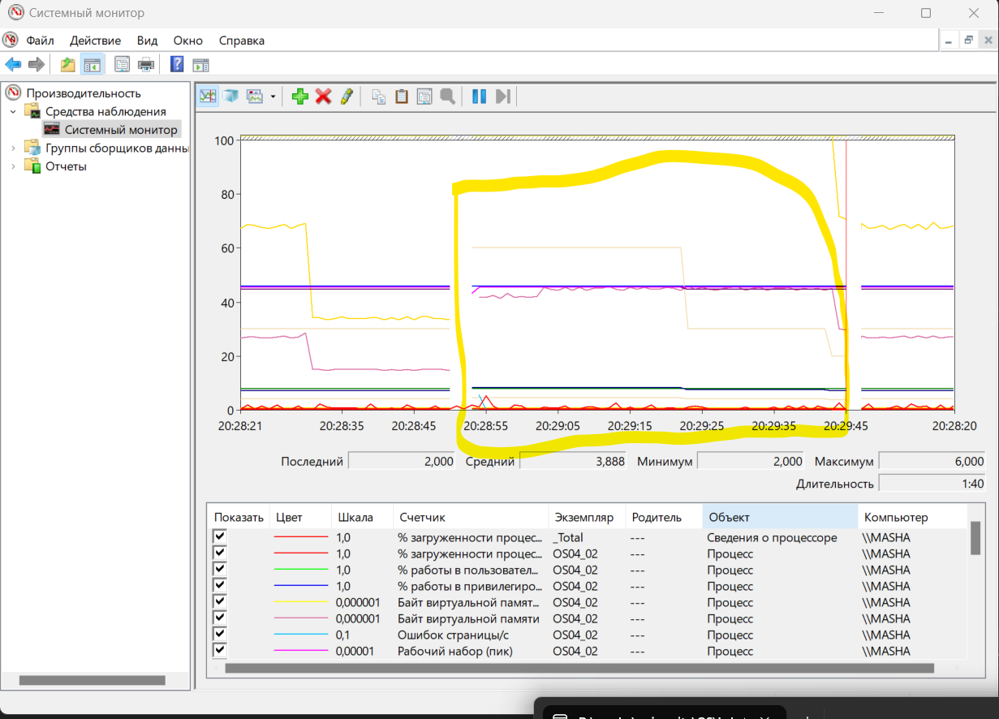 Системный монитор
Файл Действие Вид Окно Справка
Производительность
Средства наблюдения
Системный монитор
Группы сборщиков данны
Отчеты
100
80
60
40
20
0
20:28:21 20:28:35 20:28:45 20:28:55 20:29:05 20:29:15 20:29:25 20:29:35 20:29:45 20:28:20
Последний 2,000 Средний 3,888 Минимум 2,000 Максимум 6,000
Длительность 1:40
Показать Цвет Шкала Счетчик Экземпляр Родитель Объект Компьютер
1,0 % загруженности процес... _Total --- Сведения о процессоре \\MASHA
1,0 % загруженности процес... OS04_02 --- Процесс \\MASHA
1,0 % работы в пользовател... OS04_02 --- Процесс \\MASHA
1,0 % работы в привилегиро... OS04_02 --- Процесс \\MASHA
0,000001 Байт виртуальной памят... OS04_02 --- Процесс \\MASHA
0,000001 Байт виртуальной памяти OS04_02 --- Процесс \\MASHA
0,1 Ошибок страницы/с OS04_02 --- Процесс \\MASHA
0,00001 Рабочий набор (пик) OS04_02 --- Процесс \\MASHA